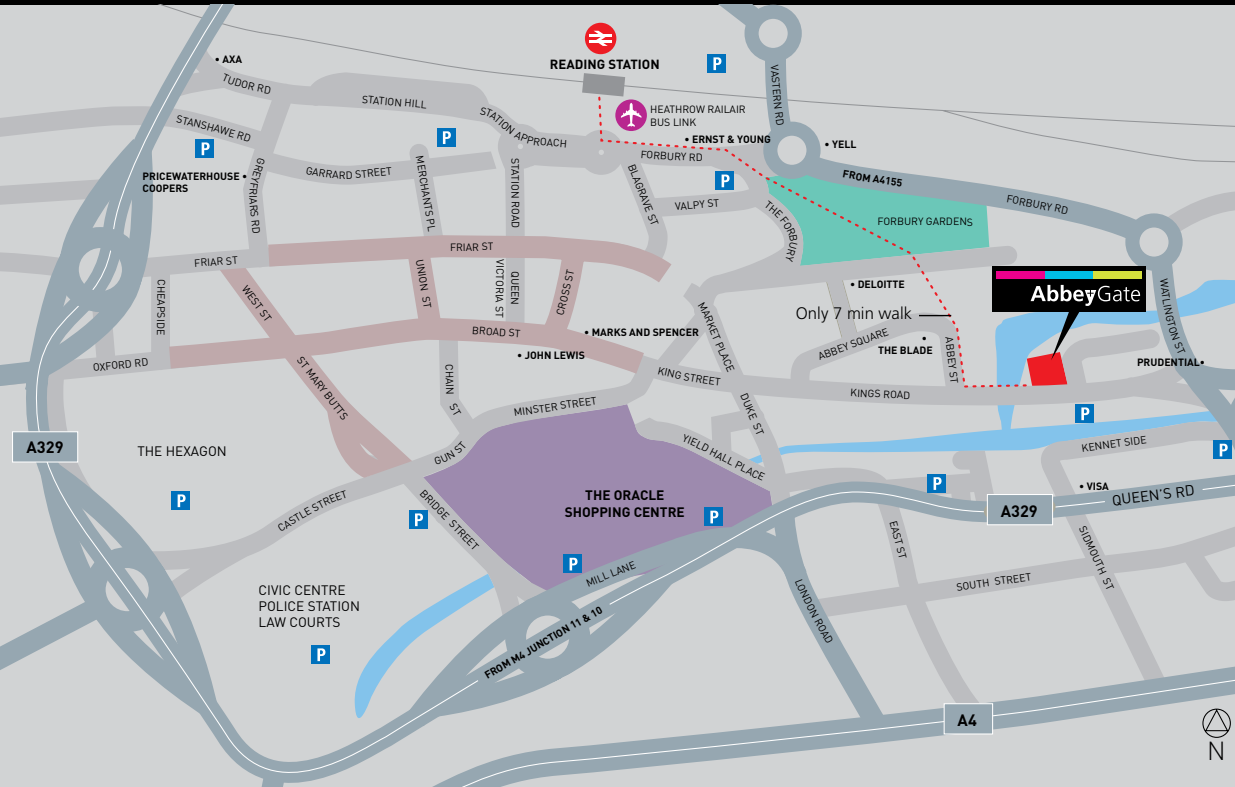 AXA
READING STATION
P
VASTERN RD
TUDOR RD
STATION HILL
HEATHROW RAILAIR
BUS LINK
STATION APPROACH
STANSHAWE RD
P
P
ERNST & YOUNG
YELL
FORBURY RD
PRICEWATERHOUSE
COOPERS
GREYFRIARS RD
GARRARD STREET
MERCHANTS PL
STATION ROAD
BLAGRAVE ST
P
FROM A4155
VALPY ST
THE FORBURY
FORBURY GARDENS
FORBURY RD
FRIAR ST
FRIAR ST
CHEAPSIDE
WEST ST
UNION ST
QUEEN
VICTORIA ST
CROSS ST
DELOITTE
AbbeyGate
WATLINGTON ST
Only 7 min walk
MARKET PLACE
BROAD ST
MARKS AND SPENCER
ABBEY SQUARE
THE BLADE
ABBEY ST
JOHN LEWIS
PRUDENTIAL
OXFORD RD
ST MARY BUTTS
CHAIN ST
KING STREET
KINGS ROAD
MINSTER STREET
DUKE ST
P
A329
THE HEXAGON
GUN ST
YIELD HALL PLACE
KENNET SIDE
P
P
CASTLE STREET
BRIDGE STREET
P
THE ORACLE
SHOPPING CENTRE
P
P
VISA
QUEEN'S RD
A329
EAST ST
SIDMOUTH ST
P
MILL LANE
SOUTH STREET
CIVIC CENTRE
POLICE STATION
LAW COURTS
P
FROM M4 JUNCTION 11 & 10
LONDON ROAD
A4
N